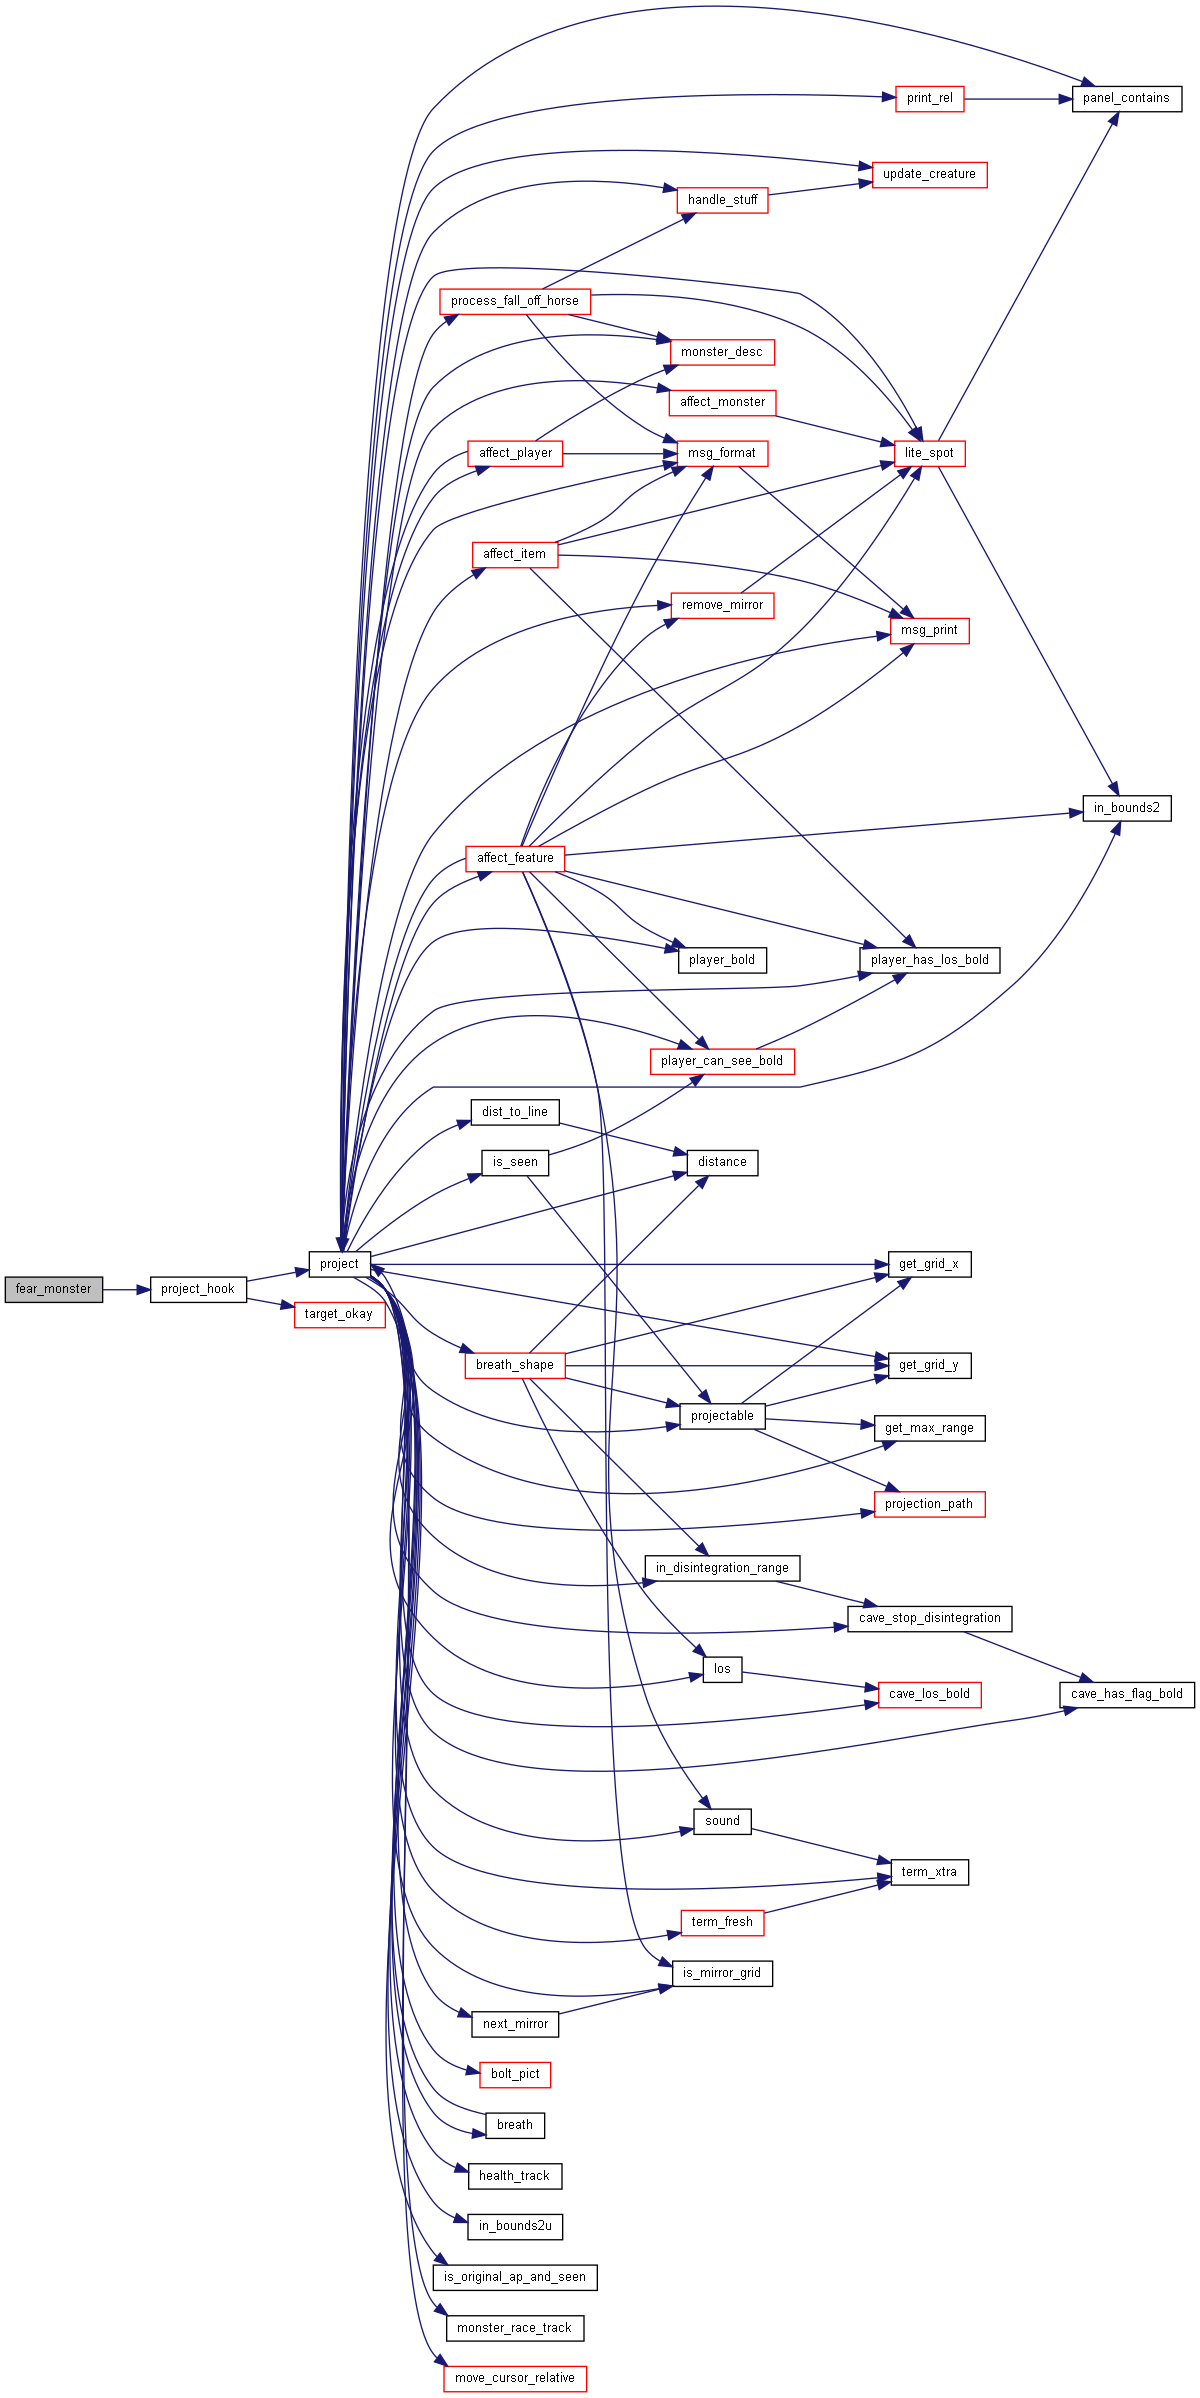 panel_contains
print_rel
update_creature
handle_stuff
process_fall_off_horse
monster_desc
affect_monster
affect_player
msg_format
lite_spot
affect_item
remove_mirror
msg_print
in_bounds2
affect_feature
player_bold
player_has_los_bold
player_can_see_bold
dist_to_line
is_seen
distance
project
get_grid_x
fear_monster
project_hook
target_okay
breath_shape
get_grid_y
projectable
get_max_range
projection_path
in_disintegration_range
cave_stop_disintegration
los
cave_los_bold
cave_has_flag_bold
sound
term_xtra
term_fresh
is_mirror_grid
next_mirror
bolt_pict
breath
health_track
in_bounds2u
is_original_ap_and_seen
monster_race_track
move_cursor_relative